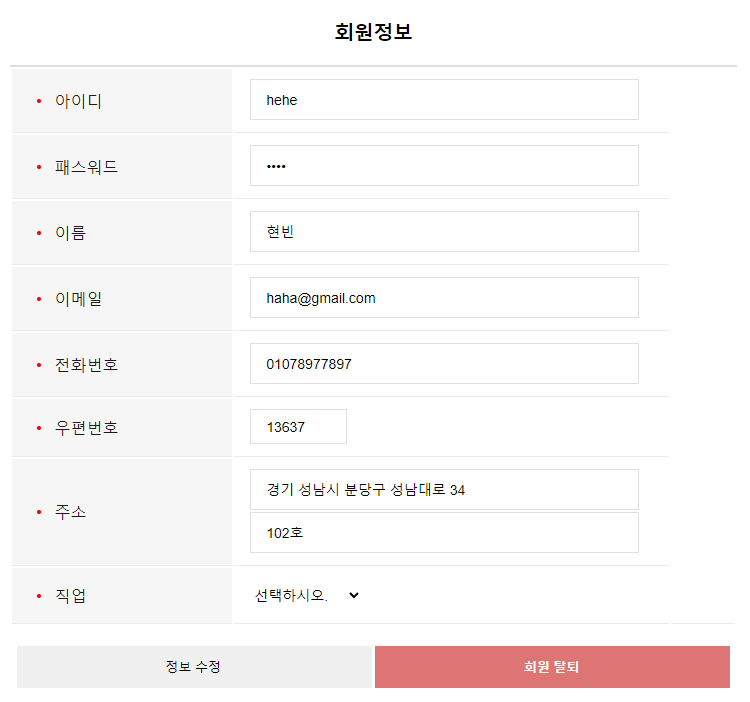 회원정보
아이디 hehe
패스워드 ••••
이름 현빈
이메일 haha@gmail.com
전화번호 01078977897
우편번호 13637
주소 경기 성남시 분당구 성남대로 34
102호
직업 선택하시오.
정보 수정 회원 탈퇴